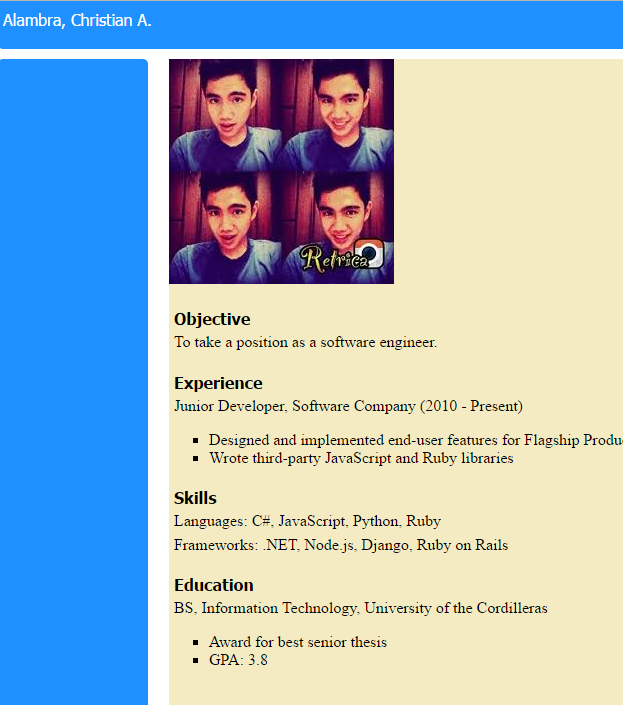 Alambra, Christian A.
Retrica
Objective
To take a position as a software engineer.
Experience
Junior Developer, Software Company (2010 - Present)
Designed and implemented end-user features for Flagship Produ
Wrote third-party JavaScript and Ruby libraries
Skills
Languages: C#, JavaScript, Python, Ruby
Frameworks: .NET, Node.js, Django, Ruby on Rails
Education
BS, Information Technology, University of the Cordilleras
Award for best senior thesis
GPA: 3.8